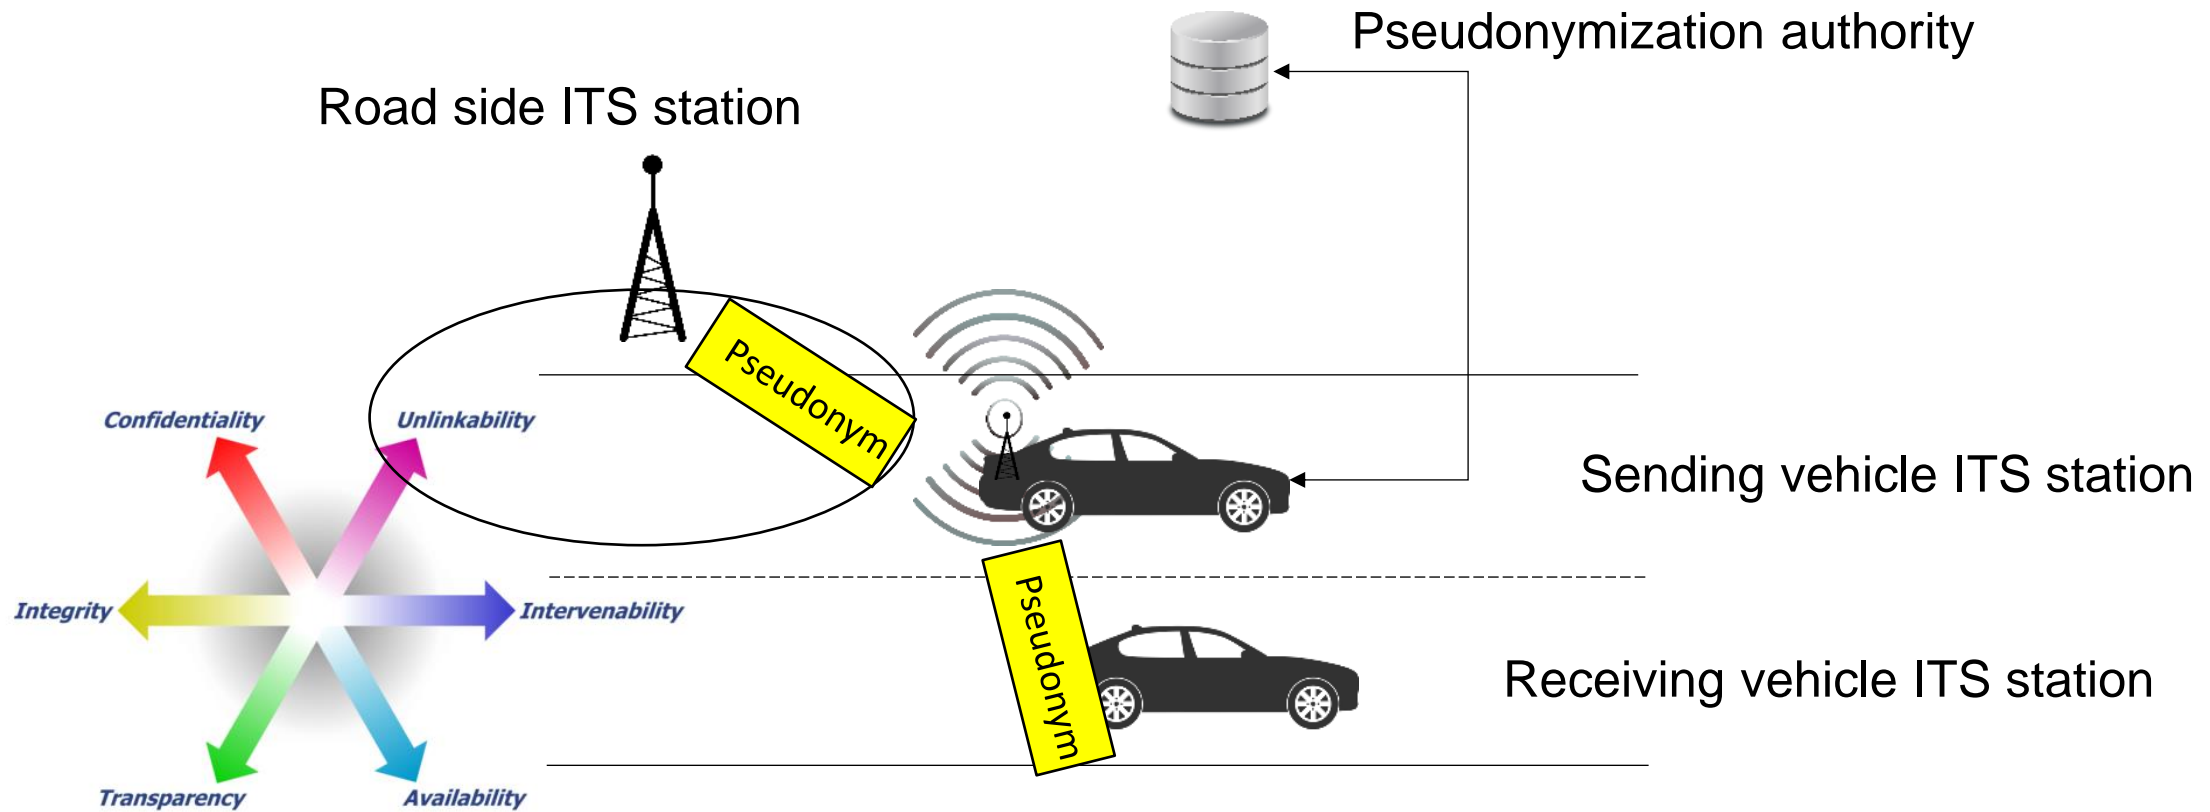 Pseudonymization authority
Road side ITS station
Pseudonym
Confidentiality
Unlinkability
Sending vehicle ITS station
Integrity
Intervenability
Pseudonym
Receiving vehicle ITS station
Transparency
Availability